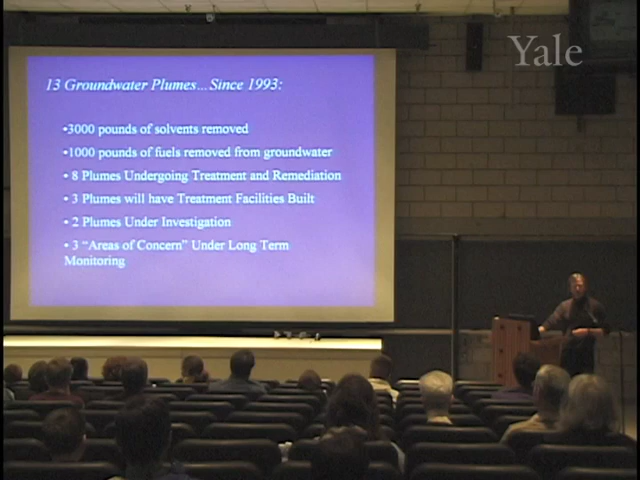 Yale
13 Groundwater Plumes…Since 1993:
•3000 pounds of solvents removed
•1000 pounds of fuels removed from groundwater
• 8 Plumes Undergoing Treatment and Remediation
• 3 Plumes will have Treatment Facilities Built
• 2 Plumes Under Investigation
• 3 "Areas of Concern" Under Long Term
Monitoring